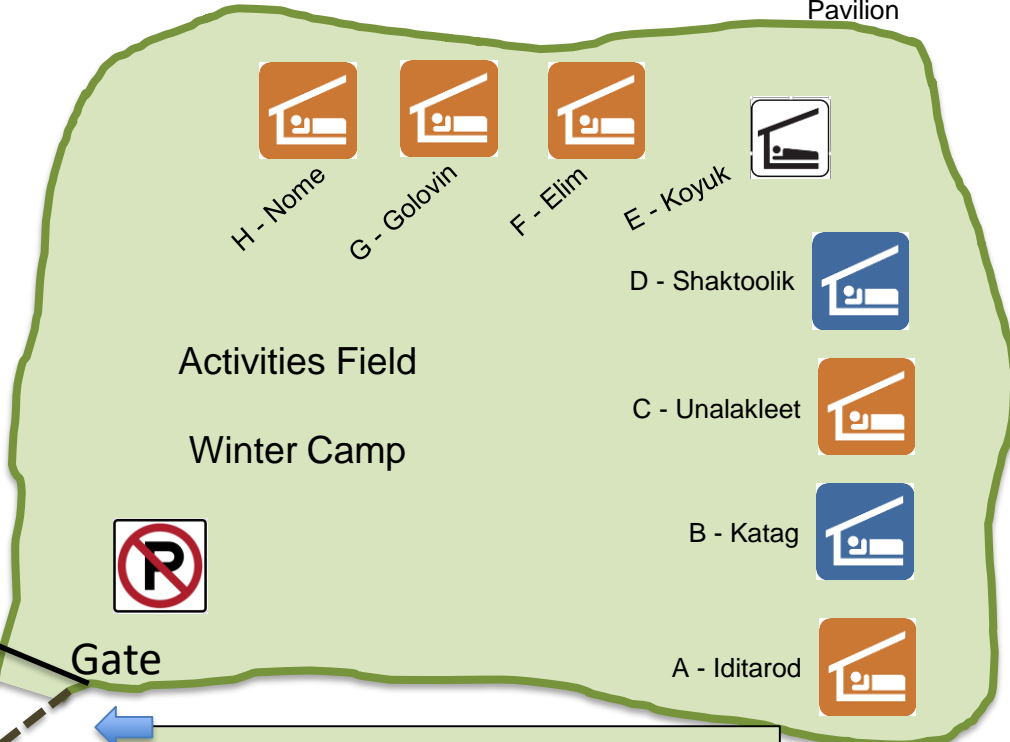 Pavilion
H - Nome
G - Golovin
F - Elim
E - Koyuk
D - Shaktoolik
Activities Field
C - Unalakleet
Winter Camp
B - Katag
P
Gate
A - Iditarod